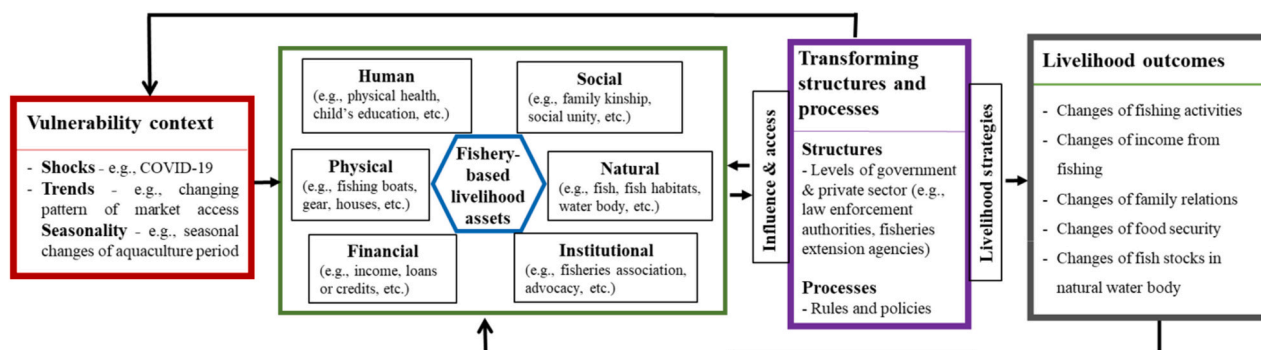 Vulnerability context
- Shocks - e.g., COVID-19
- Trends - e.g., changing
pattern of market access
- Seasonality - e.g., seasonal
changes of aquaculture period
Human
(e.g., physical health,
child's education, etc.)
Social
(e.g., family kinship,
social unity, etc.)
Physical
(e.g., fishing boats,
gear, houses, etc.)
Fishery-
based
livelihood
assets
Natural
(e.g., fish, fish habitats,
water body, etc.)
Financial
(e.g., income, loans
or credits, etc.)
Institutional
(e.g., fisheries association,
advocacy, etc.)
Influence & access
Transforming
structures and
processes
Structures
- Levels of government
& private sector (e.g.,
law enforcement
authorities, fisheries
extension agencies)
Processes
- Rules and policies
Livelihood strategies
Livelihood outcomes
- Changes of fishing activities
- Changes of income from
fishing
- Changes of family relations
- Changes of food security
- Changes of fish stocks in
natural water body